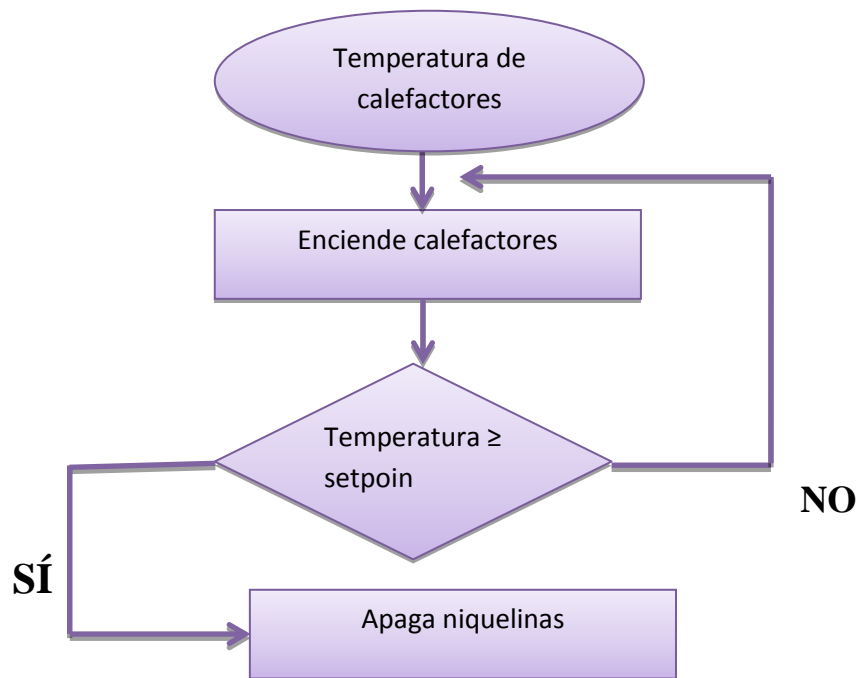 Temperatura de
calefactores
Enciende calefactores
Temperatura ≥
setpoin
NO
SÍ
Apaga niquelinas